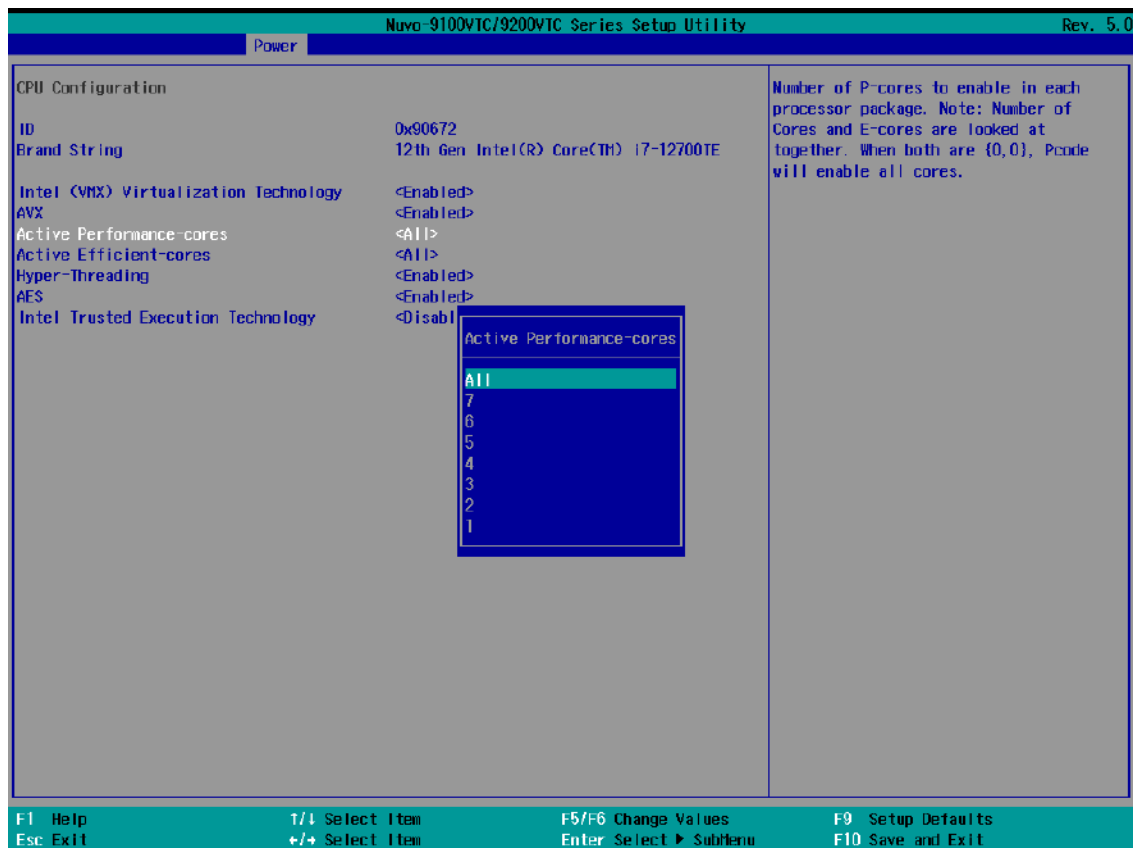 Nuvo-9100VTC/9200VTC Series Setup Utility Rev. 5.0
Power
CPU Configuration
ID 0x90672
Brand String 12th Gen Intel(R) Core(TM) i7-12700TE
Intel (VMX) Virtualization Technology <Enabled>
AVX <Enabled>
Active Performance-cores <All>
Active Efficient-cores <All>
Hyper-Threading <Enabled>
AES <Enabled>
Intel Trusted Execution Technology <Disabl
Active Performance-cores
All
7
6
5
4
3
2
1
Number of P-cores to enable in each
processor package. Note: Number of
Cores and E-cores are looked at
together. When both are {0,0}, Pcode
will enable all cores.
F1 Help ↑/↓ Select Item F5/F6 Change Values F9 Setup Defaults
Esc Exit ←/→ Select Item Enter Select ▶ SubMenu F10 Save and Exit